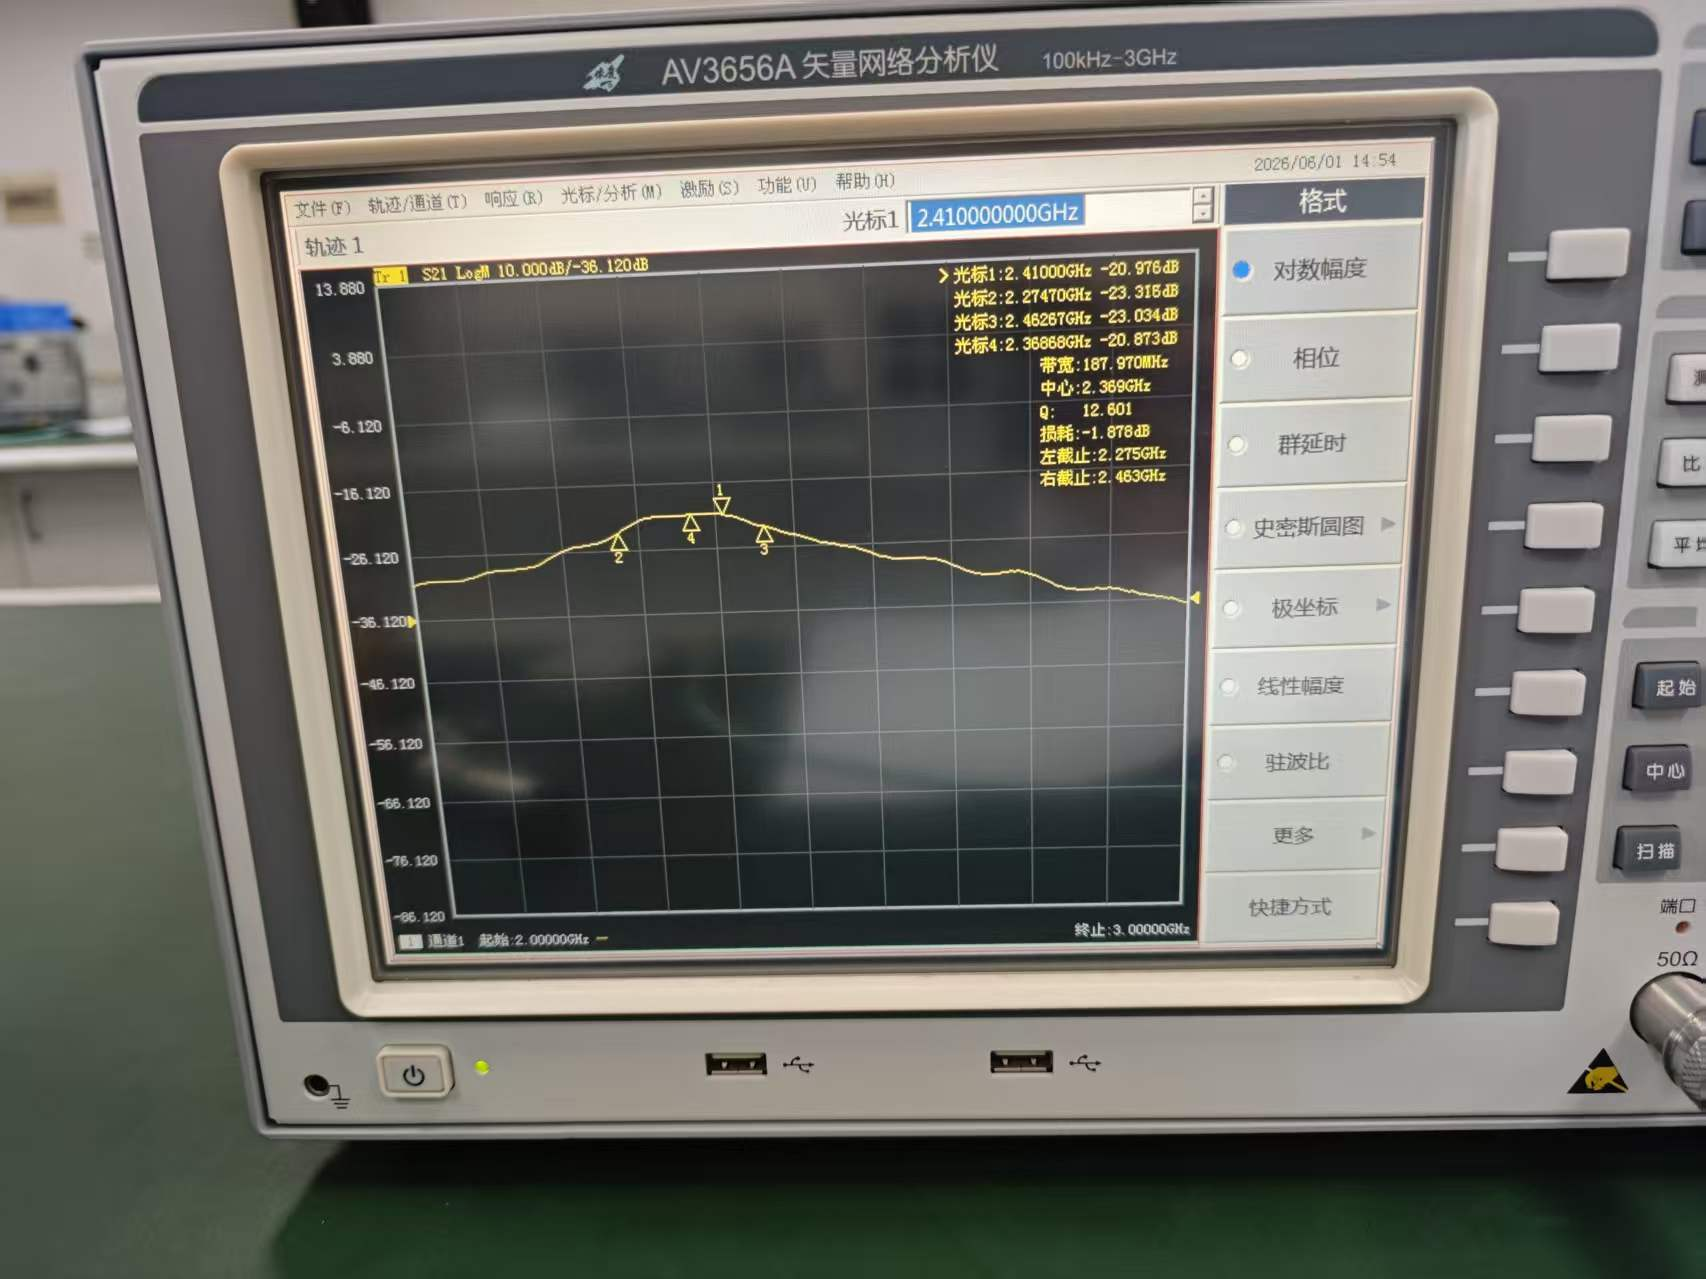 AV3656A 矢量网络分析仪 100kHz-3GHz
2026/06/01 14:54
文件(F) 轨迹/通道(T) 响应(R) 光标/分析(M) 激励(S) 功能(U) 帮助(H)
光标1 2.410000000GHz
格式
轨迹 1
Tr 1 S21 LogM 10.000dB/-36.120dB
13.880
3.880
-6.120
-16.120
-26.120
-36.120
-46.120
-56.120
-66.120
-76.120
-86.120
>光标1:2.41000GHz -20.976dB
光标2:2.27470GHz -23.315dB
光标3:2.46267GHz -23.034dB
光标4:2.36868GHz -20.873dB
带宽:187.970MHz
中心:2.369GHz
Q: 12.601
损耗:-1.878dB
左截止:2.275GHz
右截止:2.463GHz
1
2
4
3
1 通道1 起始:2.00000GHz
终止:3.00000GHz
对数幅度
相位
群延时
史密斯圆图
极坐标
线性幅度
驻波比
更多
快捷方式
比
平均
起始
中心
扫描
端口
50Ω